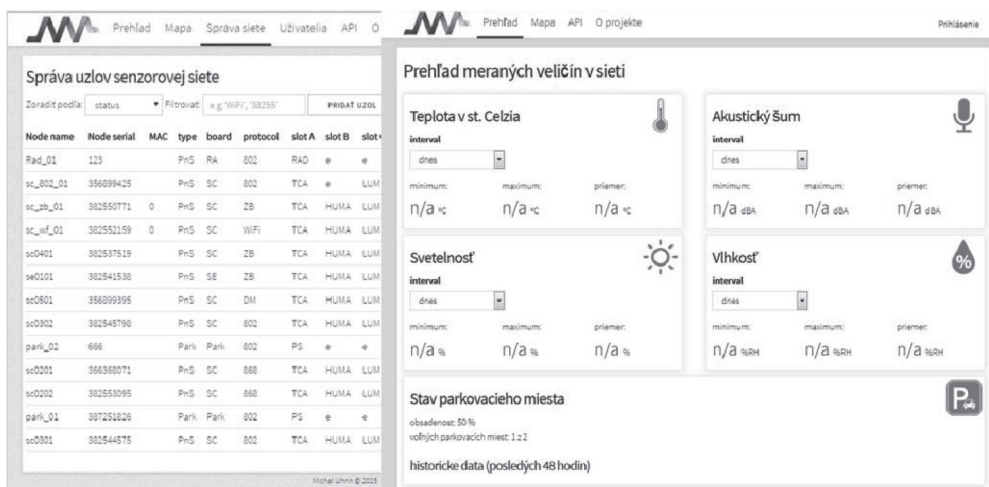 Prehľad Mapa Správa siete Užívatelia API O
Správa uzlov senzorovej siete
Zoradiť podľa: status Filtrovať e.g."WiFi", "38255" PRIDAŤ UZOL
Node name Node serial MAC type board protocol slot A slot B slot
Rad_01 123 PnS RA 802 RAD e e
sc_802_01 356899425 PnS SC 802 TCA e LUM
sc_zb_01 382550771 0 PnS SC ZB TCA HUMA LUM
sc_wf_01 382552159 0 PnS SC WiFi TCA HUMA LUM
sc0401 382537519 PnS SC ZB TCA HUMA LUM
se0101 382541538 PnS SE ZB TCA HUMA LUM
sc0501 356899395 PnS SC DM TCA HUMA LUM
sc0302 382545798 PnS SC 802 TCA HUMA LUM
park_02 666 Park Park 802 PS e e
sc0201 366368071 PnS SC 868 TCA HUMA LUM
sc0202 382553095 PnS SC 868 TCA HUMA LUM
park_01 387251826 Park Park 802 PS e e
sc0301 382544575 PnS SC 802 TCA HUMA LUM
Michal Uhrin © 2015
Prehľad Mapa API O projekte Prihlásenie
Prehľad meraných veličín v sieti
Teplota v st. Celzia
interval
dnes
minimum: maximum: priemer:
n/a °C n/a °C n/a °C
Akustický šum
interval
dnes
minimum: maximum: priemer:
n/a dBA n/a dBA n/a dBA
Svetelnosť
interval
dnes
minimum: maximum: priemer:
n/a % n/a % n/a %
Vlhkosť
%
interval
dnes
minimum: maximum: priemer:
n/a %RH n/a %RH n/a %RH
Stav parkovacieho miesta
P
obsadenosť: 50 %
voľných parkovacích miest: 1 z 2
historicke data (posledých 48 hodin)